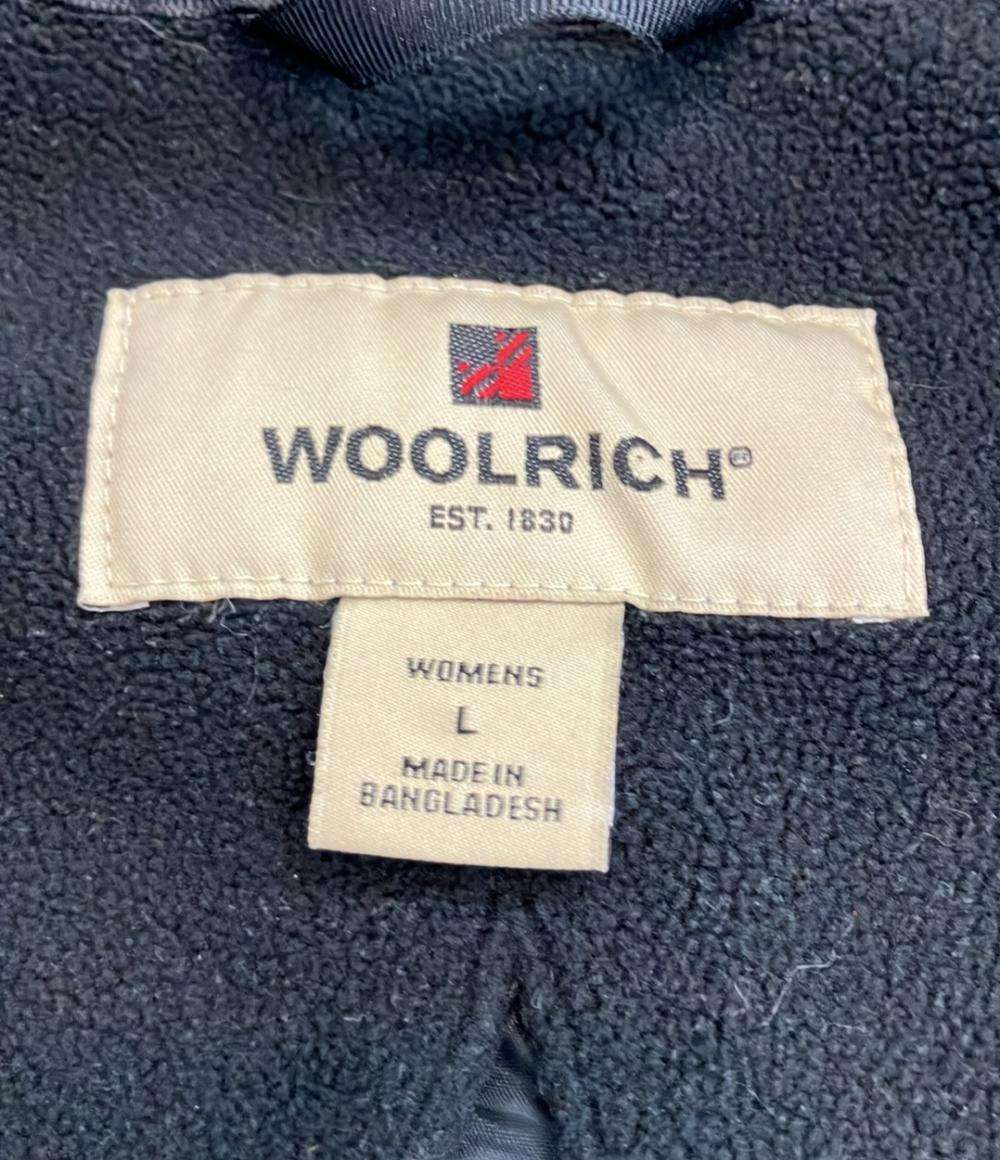 WOOLRICH®
EST. 1830
WOMENS
L
MADE IN
BANGLADESH